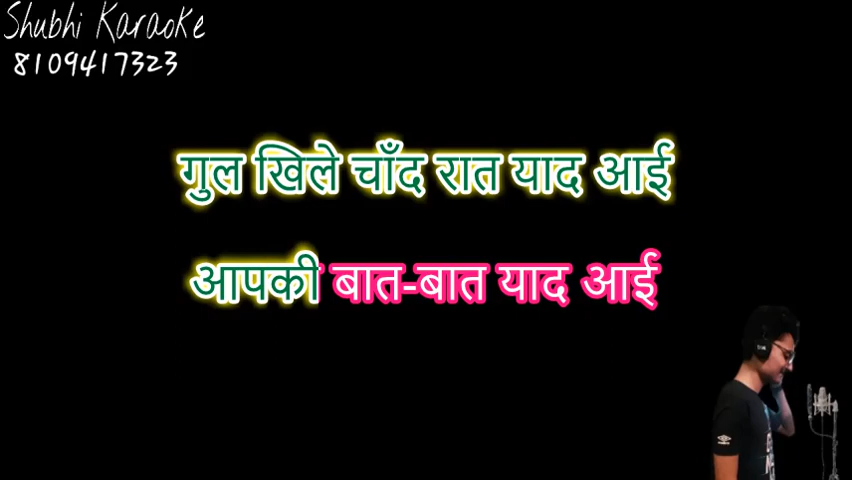 Shubhi Karaoke
8109417323
गुल खिले चाँद रात याद आई
आपकी बात-बात याद आई